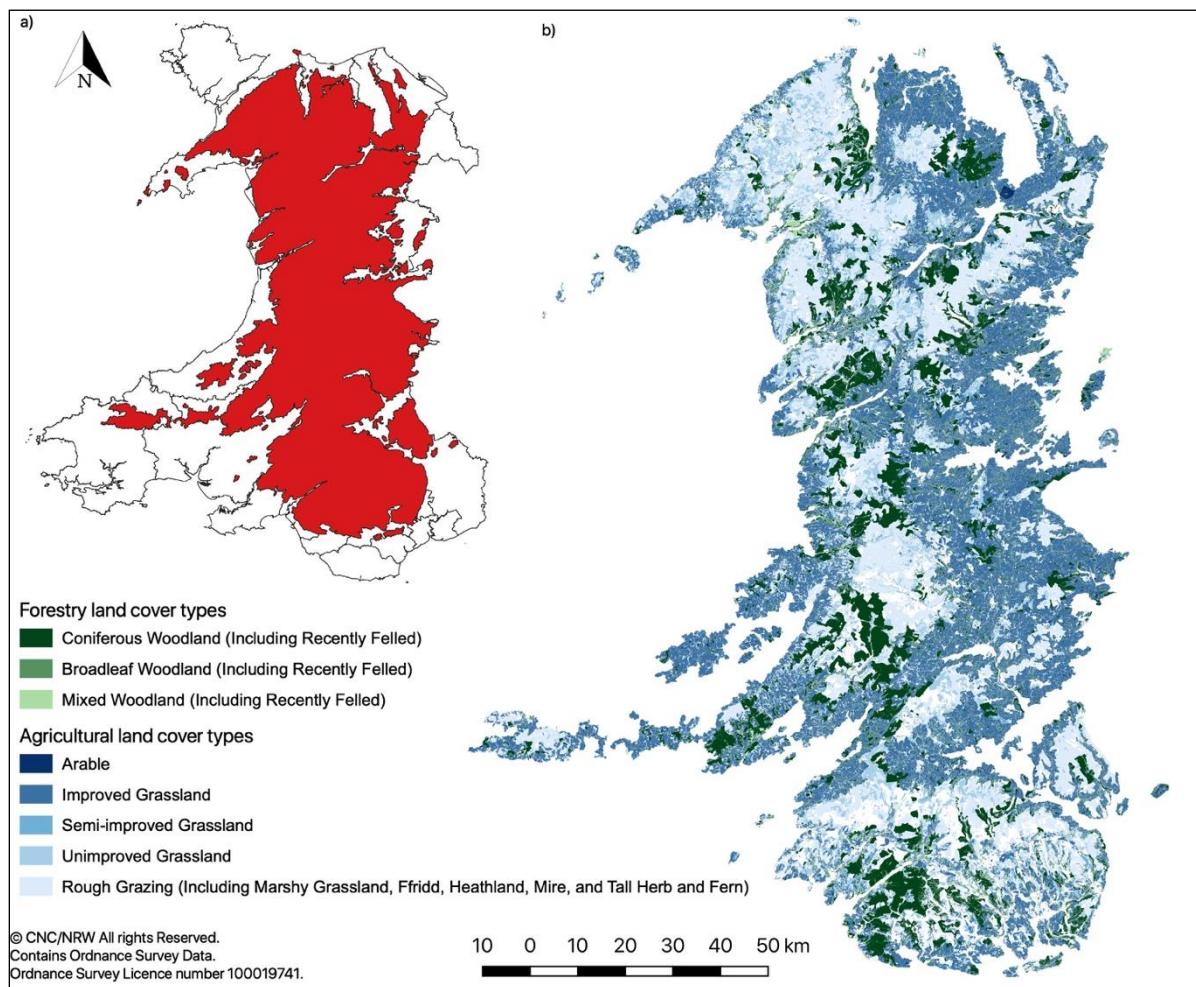 a)
N
b)
Forestry land cover types
Coniferous Woodland (Including Recently Felled)
Broadleaf Woodland (Including Recently Felled)
Mixed Woodland (Including Recently Felled)
Agricultural land cover types
Arable
Improved Grassland
Semi-improved Grassland
Unimproved Grassland
Rough Grazing (Including Marshy Grassland, Ffridd, Heathland, Mire, and Tall Herb and Fern)
© CNC/NRW All rights Reserved.
Contains Ordnance Survey Data.
Ordnance Survey Licence number 100019741.
10 0 10 20 30 40 50 km